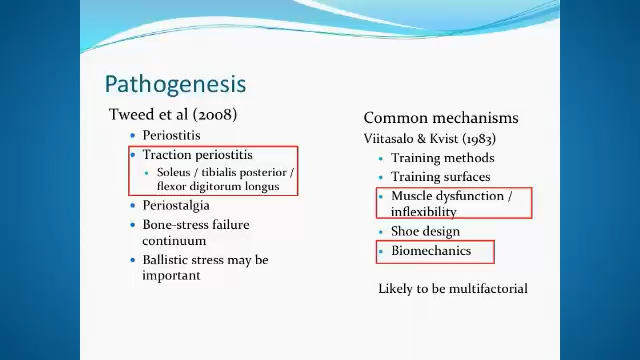 Pathogenesis
Tweed et al (2008)
Periostitis
Traction periostitis
Soleus / tibialis posterior /
flexor digitorum longus
Periostalgia
Bone-stress failure
continuum
Ballistic stress may be
important
Common mechanisms
Viitasalo & Kvist (1983)
Training methods
Training surfaces
Muscle dysfunction /
inflexibility
Shoe design
Biomechanics
Likely to be multifactorial